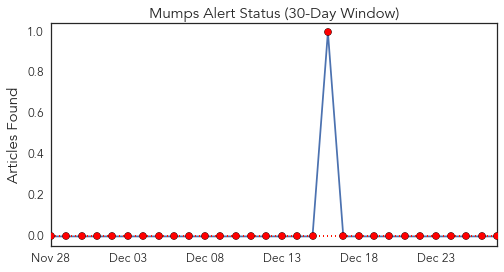 Mumps Alert Status (30-Day Window)
Articles Found
1.0
0.8
0.6
0.4
0.2
0.0
Nov 28 Dec 03 Dec 08 Dec 13 Dec 18 Dec 23